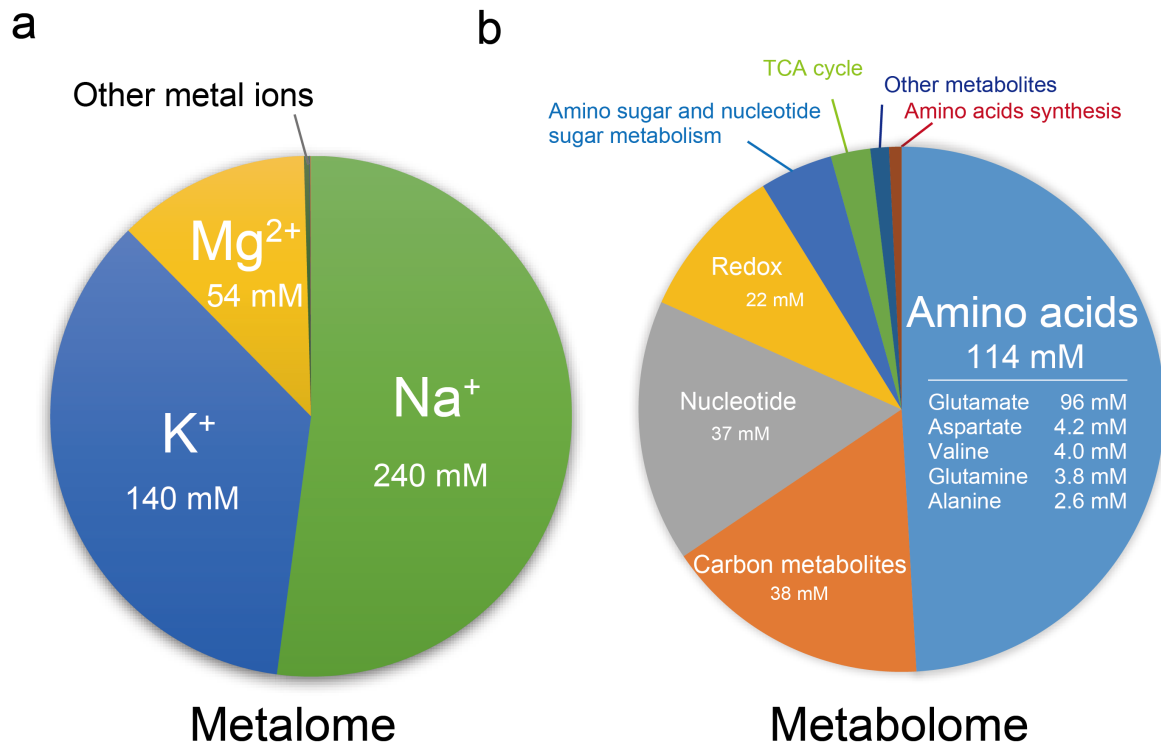 a
Other metal ions
Mg²⁺
54 mM
Na⁺
240 mM
K⁺
140 mM
Metalome
b
TCA cycle
Other metabolites
Amino sugar and nucleotide
sugar metabolism
Amino acids synthesis
Redox
22 mM
Amino acids
114 mM
Glutamate 96 mM
Aspartate 4.2 mM
Valine 4.0 mM
Glutamine 3.8 mM
Alanine 2.6 mM
Nucleotide
37 mM
Carbon metabolites
38 mM
Metabolome